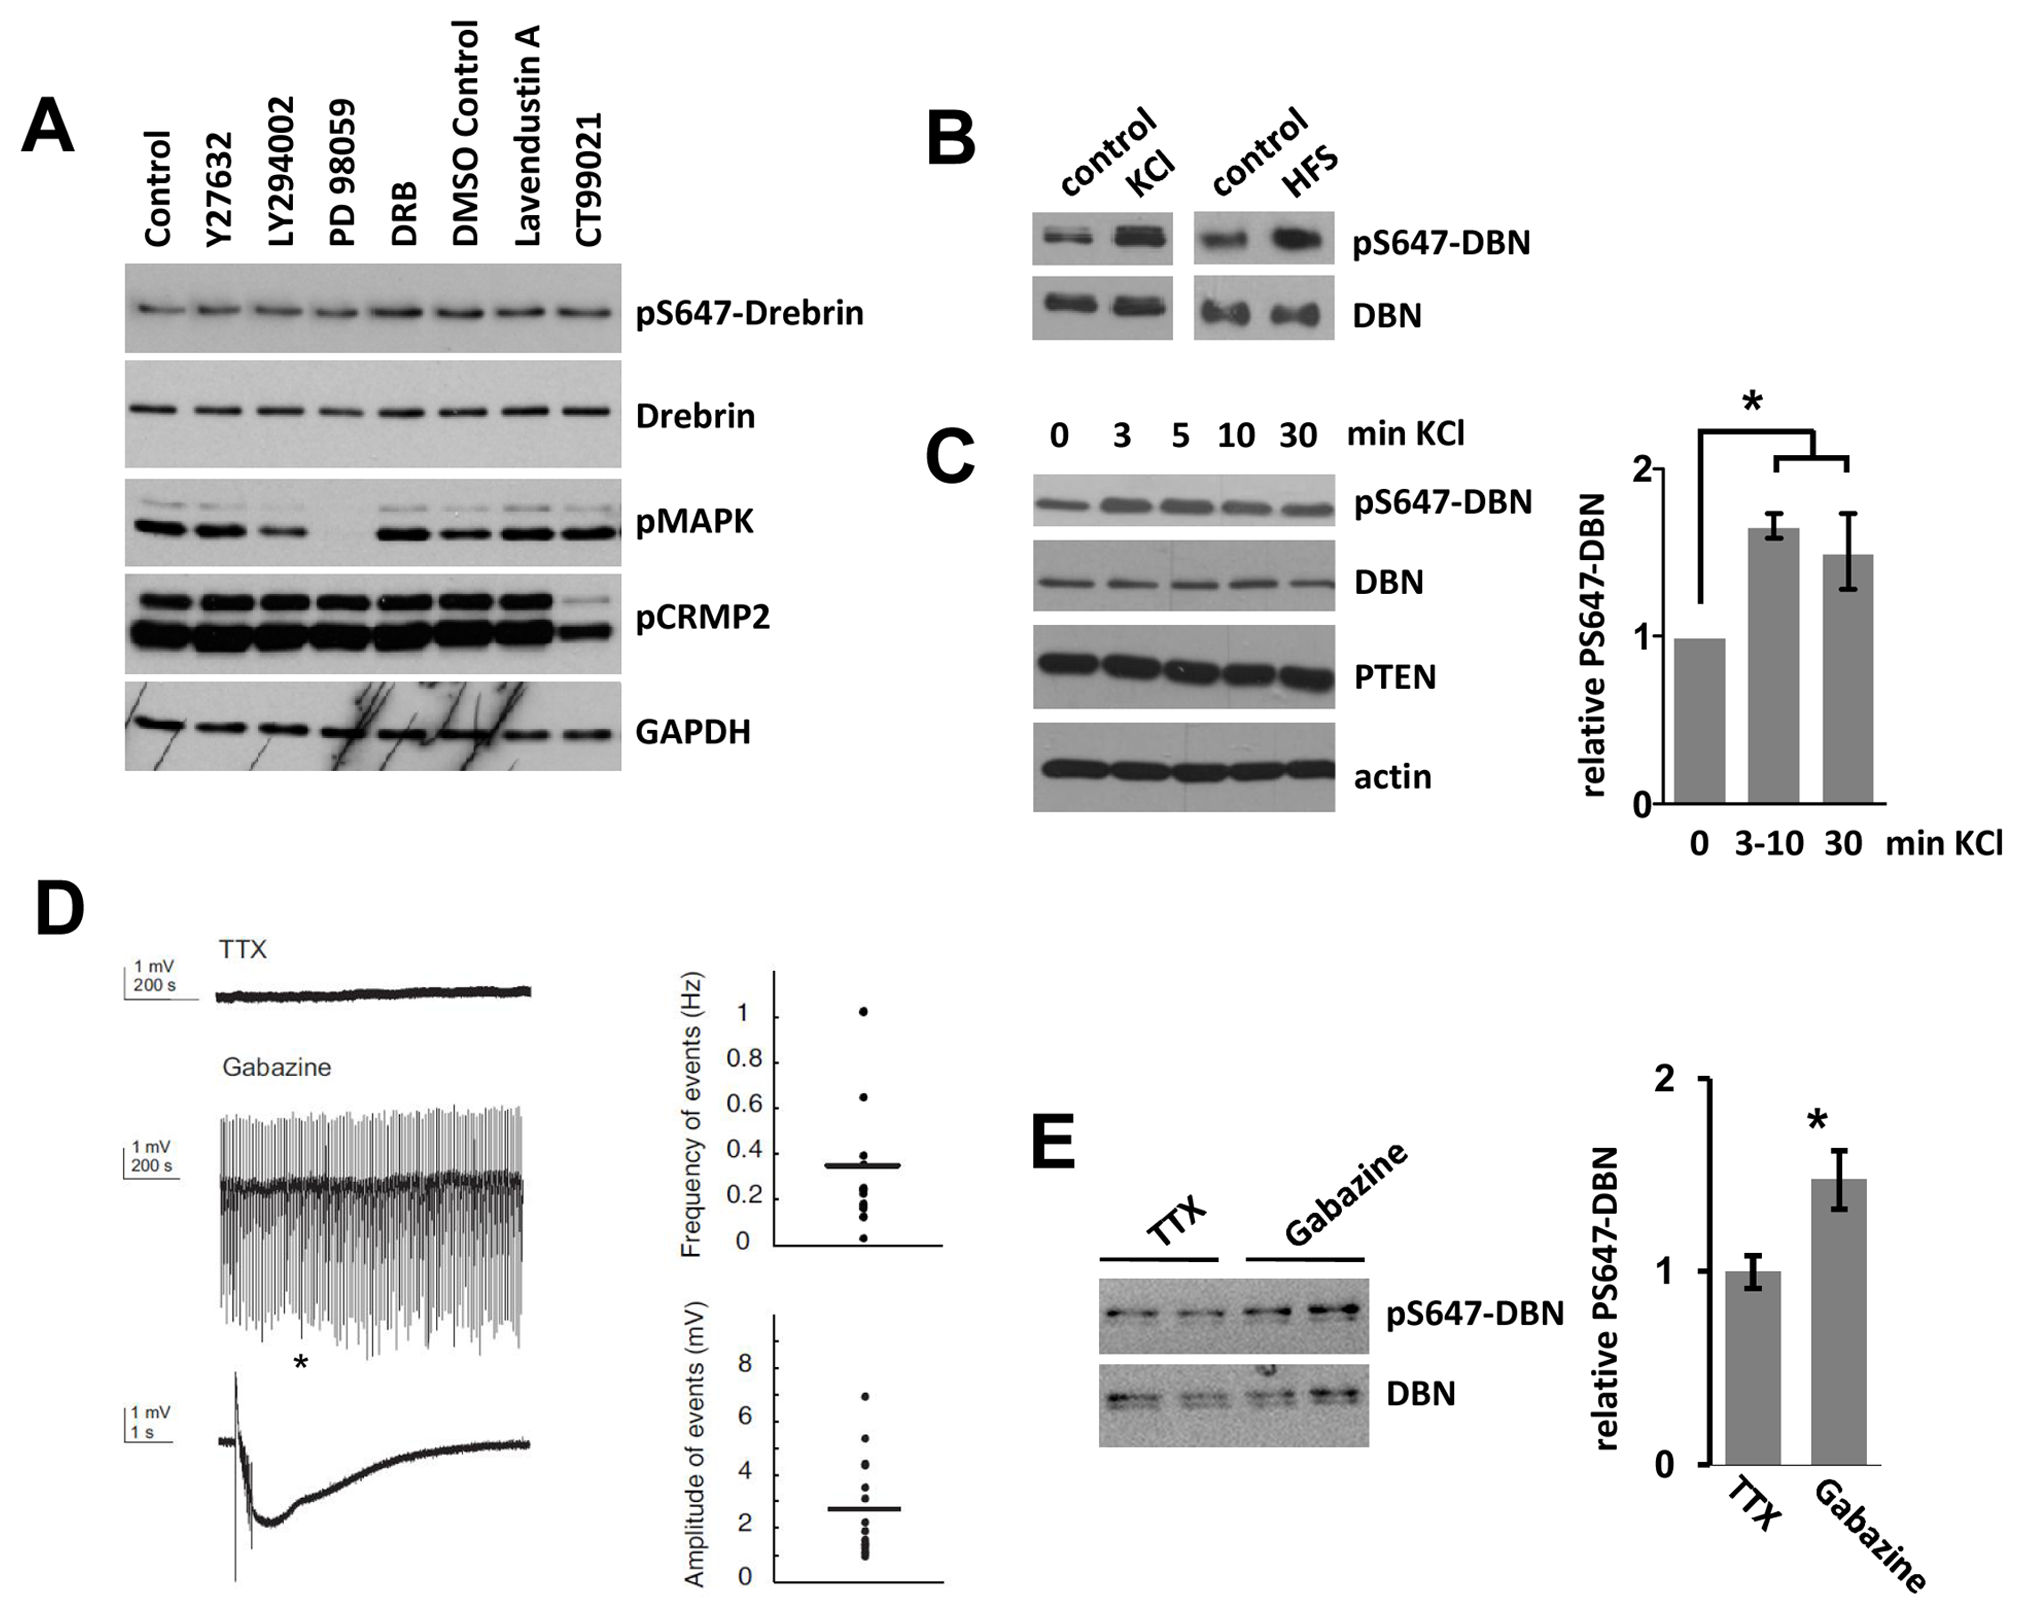 A
Control
Y27632
LY294002
PD 98059
DRB
DMSO Control
Lavendustin A
CT99021
pS647-Drebrin
Drebrin
pMAPK
pCRMP2
GAPDH
B
control
KCl
control
HFS
pS647-DBN
DBN
C
0 3 5 10 30 min KCl
pS647-DBN
DBN
PTEN
actin
*
relative PS647-DBN
2
1
0
0 3-10 30 min KCl
D
TTX
1 mV
200 s
Gabazine
1 mV
200 s
*
1 mV
1 s
Frequency of events (Hz)
1
0.8
0.6
0.4
0.2
0
Amplitude of events (mV)
8
6
4
2
0
E
TTX
Gabazine
pS647-DBN
DBN
relative PS647-DBN
2
1
0
*
TTX
Gabazine